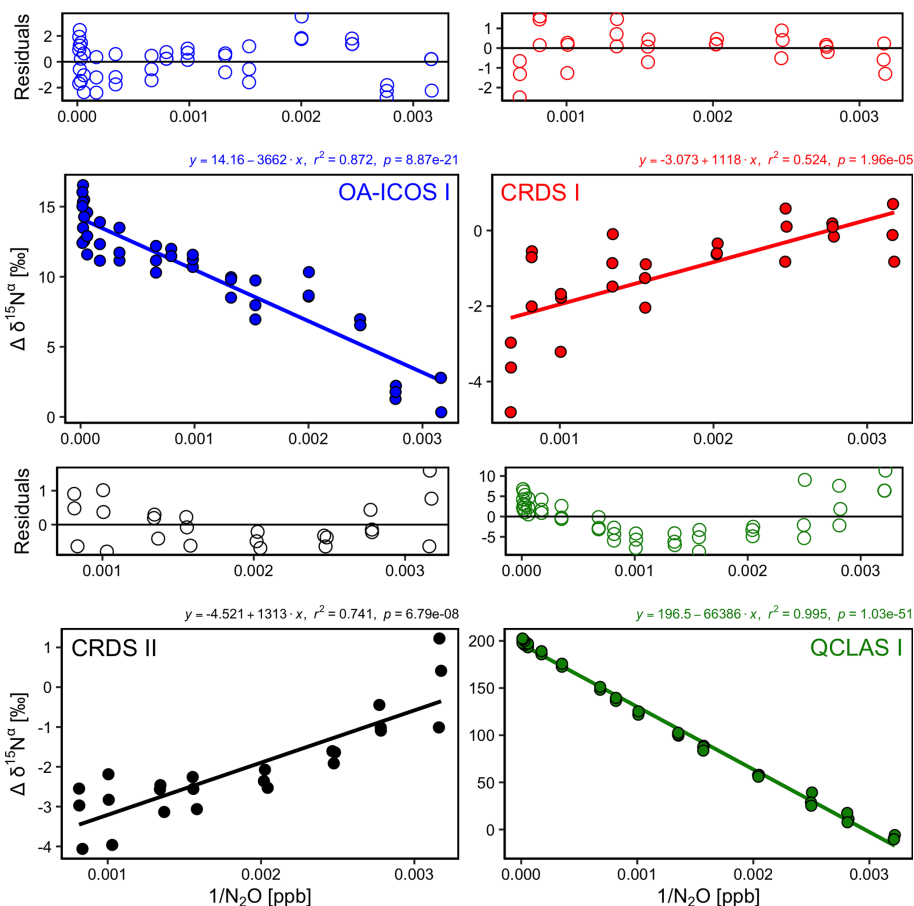 Residuals
2
0
-2
0.000 0.001 0.002 0.003
1
0
-1
-2
0.001 0.002 0.003
y = 14.16 − 3662 · x, r² = 0.872, p = 8.87e-21
y = -3.073 + 1118 · x, r² = 0.524, p = 1.96e-05
OA-ICOS I
CRDS I
Δ δ¹⁵Nᵅ [‰]
15
10
5
0
0.000 0.001 0.002 0.003
0
-2
-4
0.001 0.002 0.003
Residuals
1
0
0.001 0.002 0.003
10
5
0
-5
0.000 0.001 0.002 0.003
y = -4.521 + 1313 · x, r² = 0.741, p = 6.79e-08
y = 196.5 − 66386 · x, r² = 0.995, p = 1.03e-51
CRDS II
QCLAS I
Δ δ¹⁵Nᵅ [‰]
1
0
-1
-2
-3
-4
0.001 0.002 0.003
1/N₂O [ppb]
200
150
100
50
0
0.000 0.001 0.002 0.003
1/N₂O [ppb]